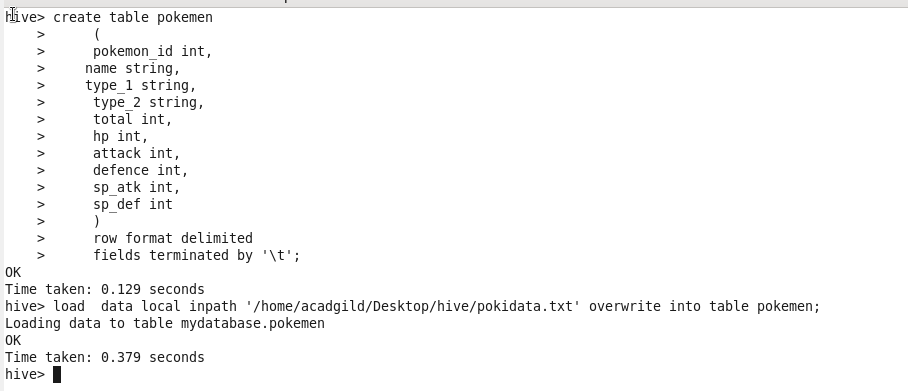 hive> create table pokemen
    >      (
    >      pokemon_id int,
    >     name string,
    >     type_1 string,
    >      type_2 string,
    >      total int,
    >      hp int,
    >      attack int,
    >      defence int,
    >      sp_atk int,
    >      sp_def int
    >      )
    >      row format delimited
    >      fields terminated by '\t';
OK
Time taken: 0.129 seconds
hive> load  data local inpath '/home/acadgild/Desktop/hive/pokidata.txt' overwrite into table pokemen;
Loading data to table mydatabase.pokemen
OK
Time taken: 0.379 seconds
hive>